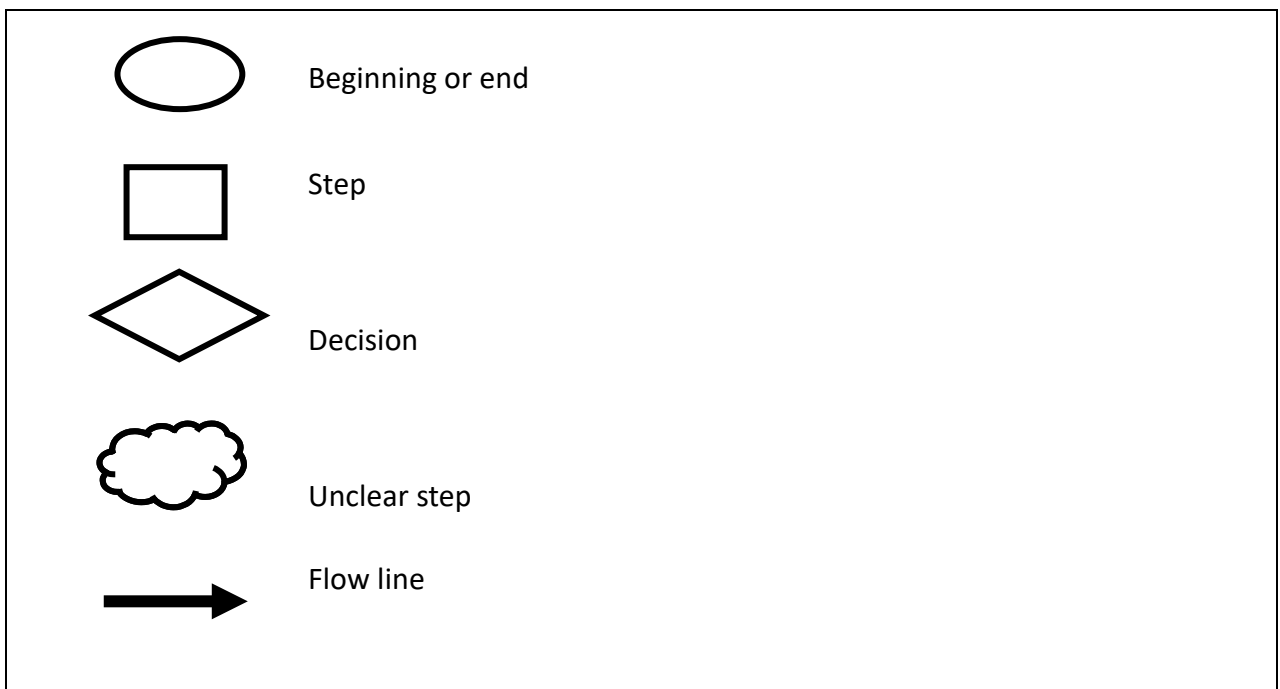 Beginning or end
Step
Decision
Unclear step
Flow line